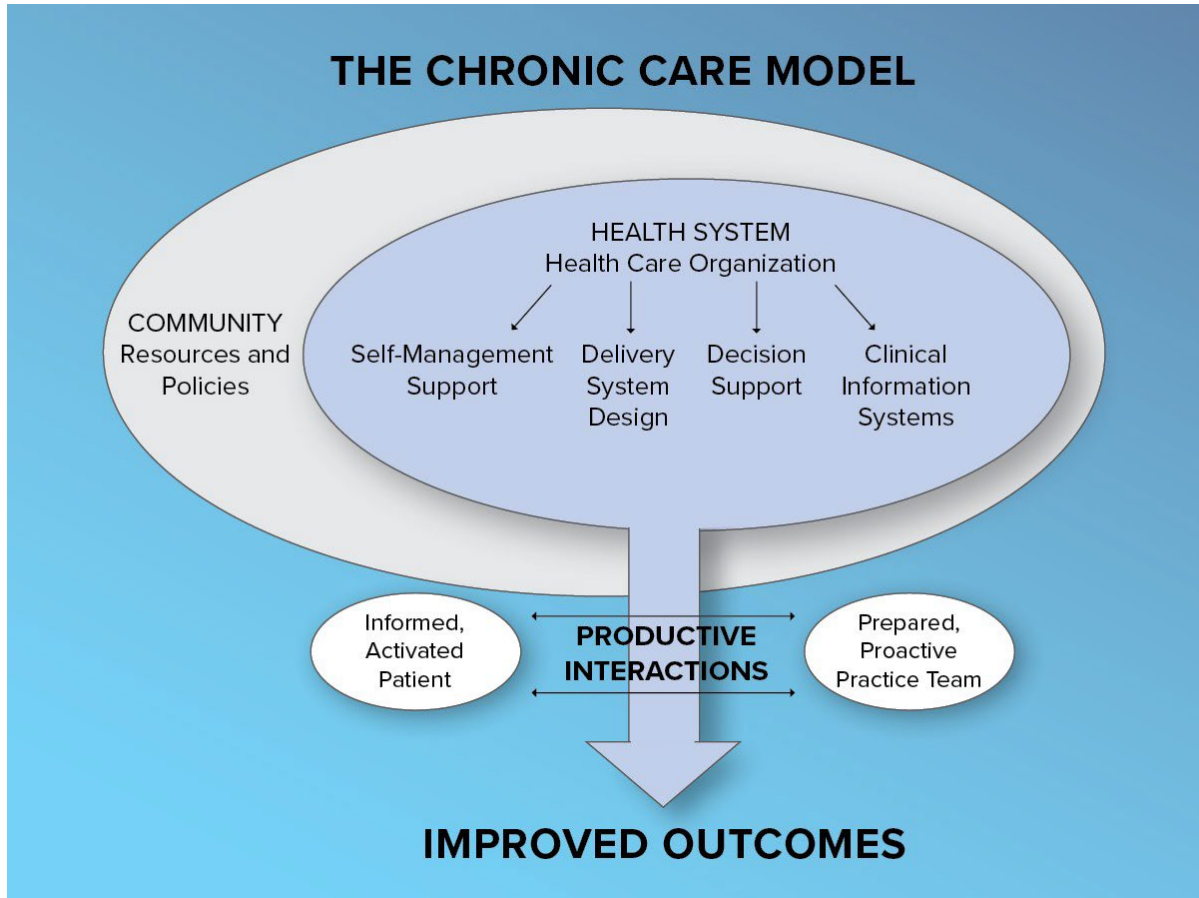 THE CHRONIC CARE MODEL
HEALTH SYSTEM
Health Care Organization
COMMUNITY
Resources and
Policies
Self-Management
Support
Delivery
System
Design
Decision
Support
Clinical
Information
Systems
Informed,
Activated
Patient
PRODUCTIVE
INTERACTIONS
Prepared,
Proactive
Practice Team
IMPROVED OUTCOMES